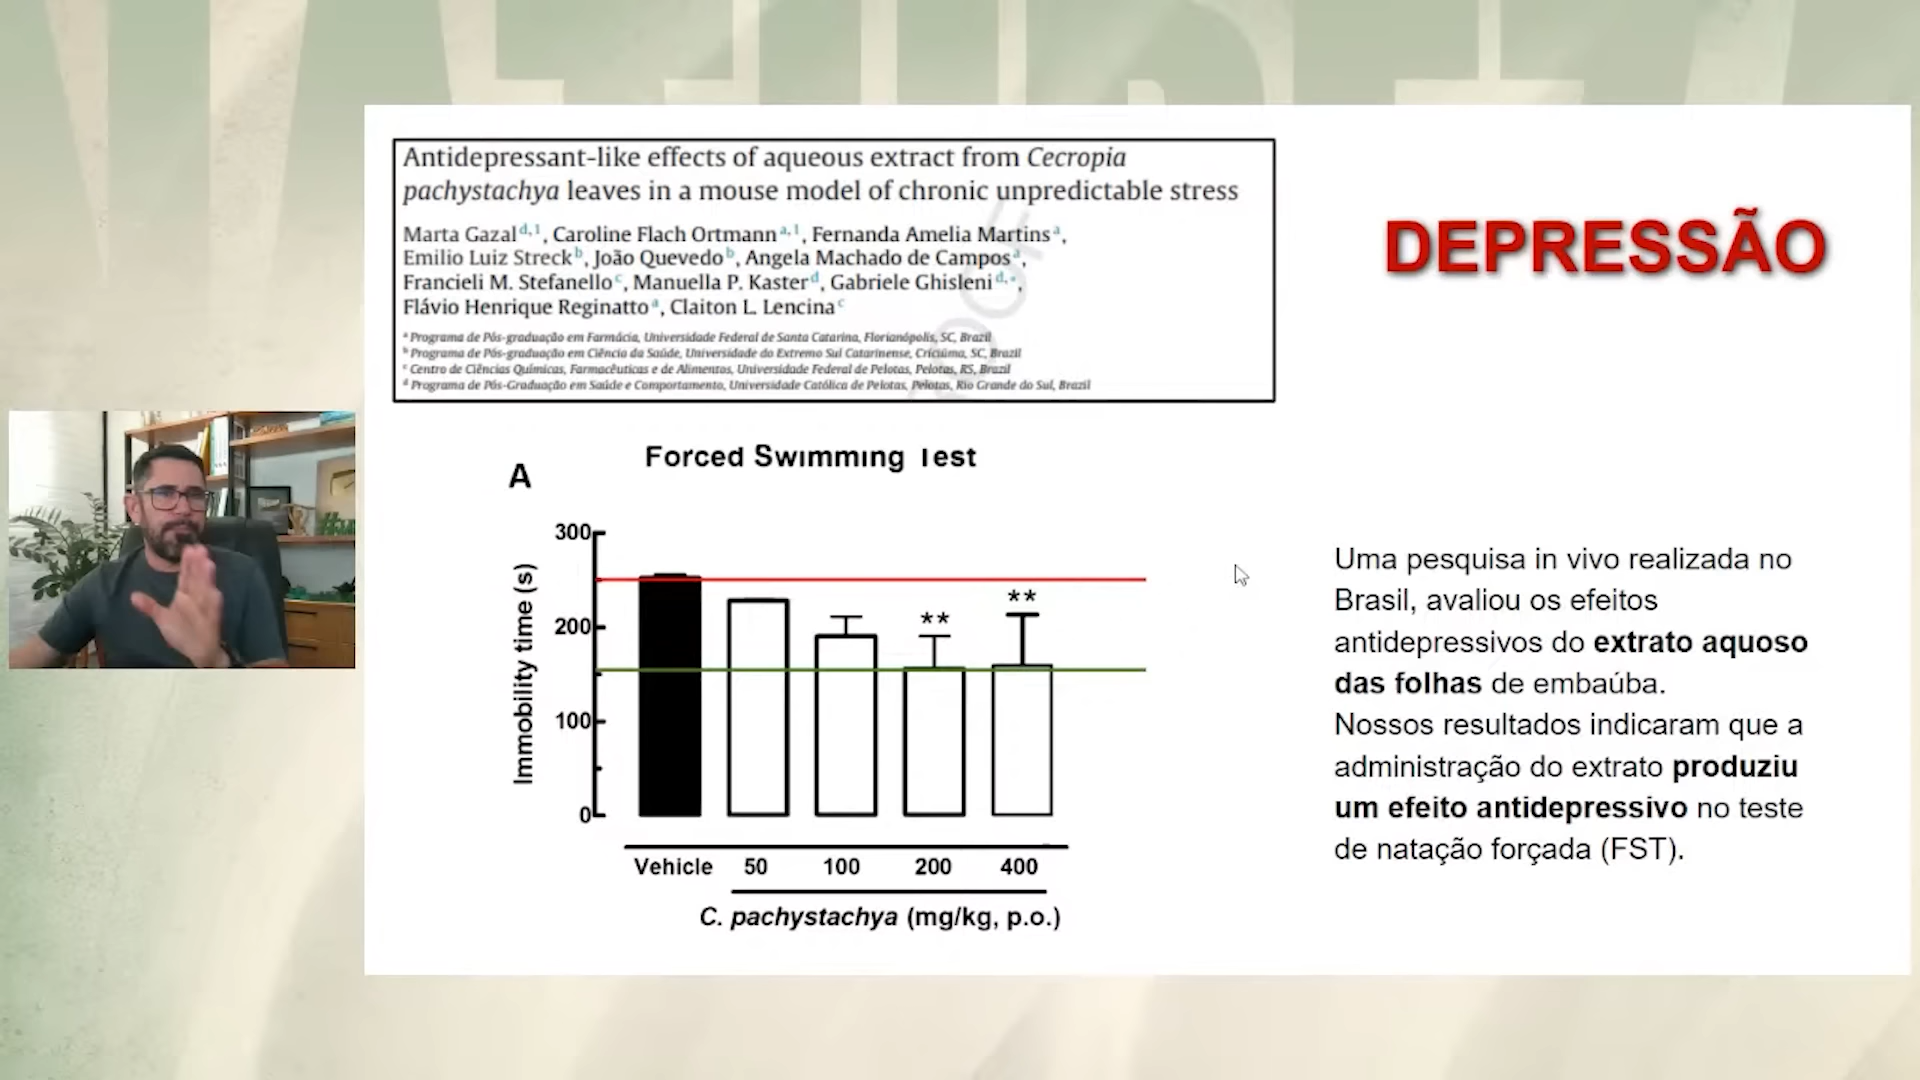 Antidepressant-like effects of aqueous extract from Cecropia
pachystachya leaves in a mouse model of chronic unpredictable stress
Marta Gazal d,1, Caroline Flach Ortmann a,1, Fernanda Amelia Martins a,
Emilio Luiz Streck b, João Quevedo b, Angela Machado de Campos a,
Francieli M. Stefanello c, Manuella P. Kaster d, Gabriele Ghisleni d,*,
Flávio Henrique Reginatto a, Claiton L. Lencina c
a Programa de Pós-graduação em Farmácia, Universidade Federal de Santa Catarina, Florianópolis, SC, Brazil
b Programa de Pós-graduação em Ciência da Saúde, Universidade do Extremo Sul Catarinense, Criciúma, SC, Brazil
c Centro de Ciências Químicas, Farmacêuticas e de Alimentos, Universidade Federal de Pelotas, Pelotas, RS, Brazil
d Programa de Pós-Graduação em Saúde e Comportamento, Universidade Católica de Pelotas, Pelotas, Rio Grande do Sul, Brazil
DEPRESSÃO
Forced Swimming Test
A
Immobility time (s)
300
200
100
0
**
**
Vehicle 50 100 200 400
C. pachystachya (mg/kg, p.o.)
Uma pesquisa in vivo realizada no
Brasil, avaliou os efeitos
antidepressivos do extrato aquoso
das folhas de embaúba.
Nossos resultados indicaram que a
administração do extrato produziu
um efeito antidepressivo no teste
de natação forçada (FST).